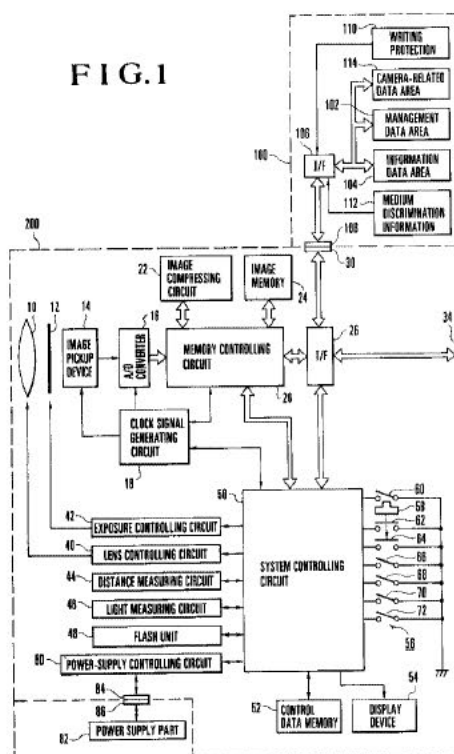 FIG.1
110
WRITING PROTECTION
114
CAMERA-RELATED DATA AREA
102
MANAGEMENT DATA AREA
106
I/F
100
INFORMATION DATA AREA
104
112
MEDIUM DISCRIMINATION INFORMATION
108
30
200
22
IMAGE COMPRESSING CIRCUIT
IMAGE MEMORY
24
10
12
14
IMAGE PICKUP DEVICE
16
A/D CONVERTER
MEMORY CONTROLLING CIRCUIT
20
26
I/F
34
CLOCK SIGNAL GENERATING CIRCUIT
18
50
SYSTEM CONTROLLING CIRCUIT
42
EXPOSURE CONTROLLING CIRCUIT
40
LENS CONTROLLING CIRCUIT
44
DISTANCE MEASURING CIRCUIT
46
LIGHT MEASURING CIRCUIT
48
FLASH UNIT
80
POWER-SUPPLY CONTROLLING CIRCUIT
60
62
64
66
68
70
72
56
84
86
82
POWER SUPPLY PART
52
CONTROL DATA MEMORY
54
DISPLAY DEVICE